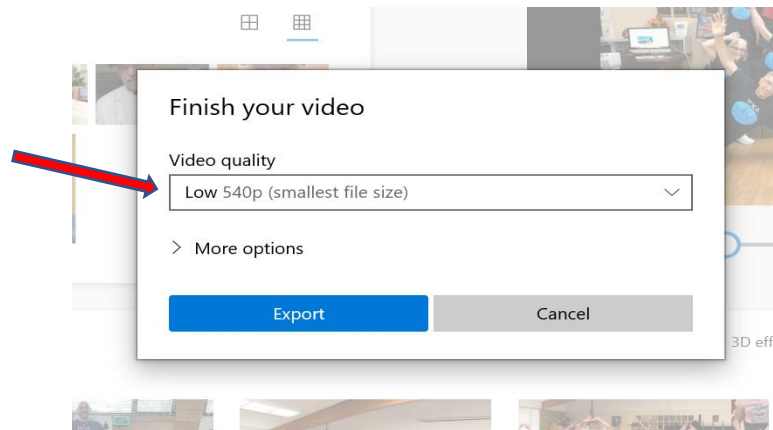 Finish your video
Video quality
Low 540p (smallest file size)
More options
Export Cancel
3D eff